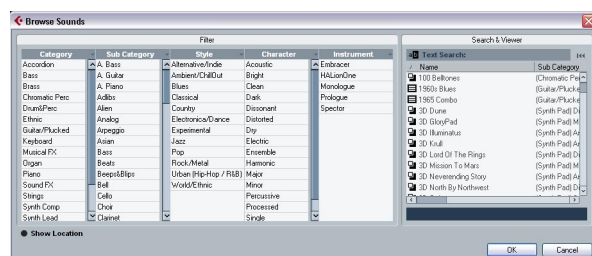 Browse Sounds
Filter
Search & Viewer
Category
Accordion
Bass
Brass
Chromatic Perc
Drum&Perc
Ethnic
Guitar/Plucked
Keyboard
Musical FX
Organ
Piano
Sound FX
Strings
Synth Comp
Synth Lead
Sub Category
A. Bass
A. Guitar
A. Piano
Adlibs
Alien
Analog
Arpeggio
Asian
Bass
Beats
Beeps&Blips
Bell
Cello
Choir
Clarinet
Style
Alternative/Indie
Ambient/ChillOut
Blues
Classical
Country
Electronica/Dance
Experimental
Jazz
Pop
Rock/Metal
Urban (Hip-Hop / R&B)
World/Ethnic
Character
Acoustic
Bright
Clean
Dark
Dissonant
Distorted
Dry
Electric
Ensemble
Harmonic
Major
Minor
Percussive
Processed
Single
Instrument
Embracer
HALionOne
Monologue
Prologue
Spector
Text Search:
/ Name Sub Category
100 Belltones (Chromatic Pe
1960s Blues (Guitar/Plucke
1965 Combo (Guitar/Plucke
3D Dune (Synth Pad) Di
3D GloryPad (Synth Pad) M
3D Illuminatus (Synth Pad) Ar
3D Krull (Synth Pad) Ar
3D Lord Of The Rings (Synth Pad) Di
3D Mission To Mars (Synth Pad) M
3D Neverending Story (Synth Pad) Ar
3D North By Northwest (Synth Pad) Di
Show Location
OK
Cancel